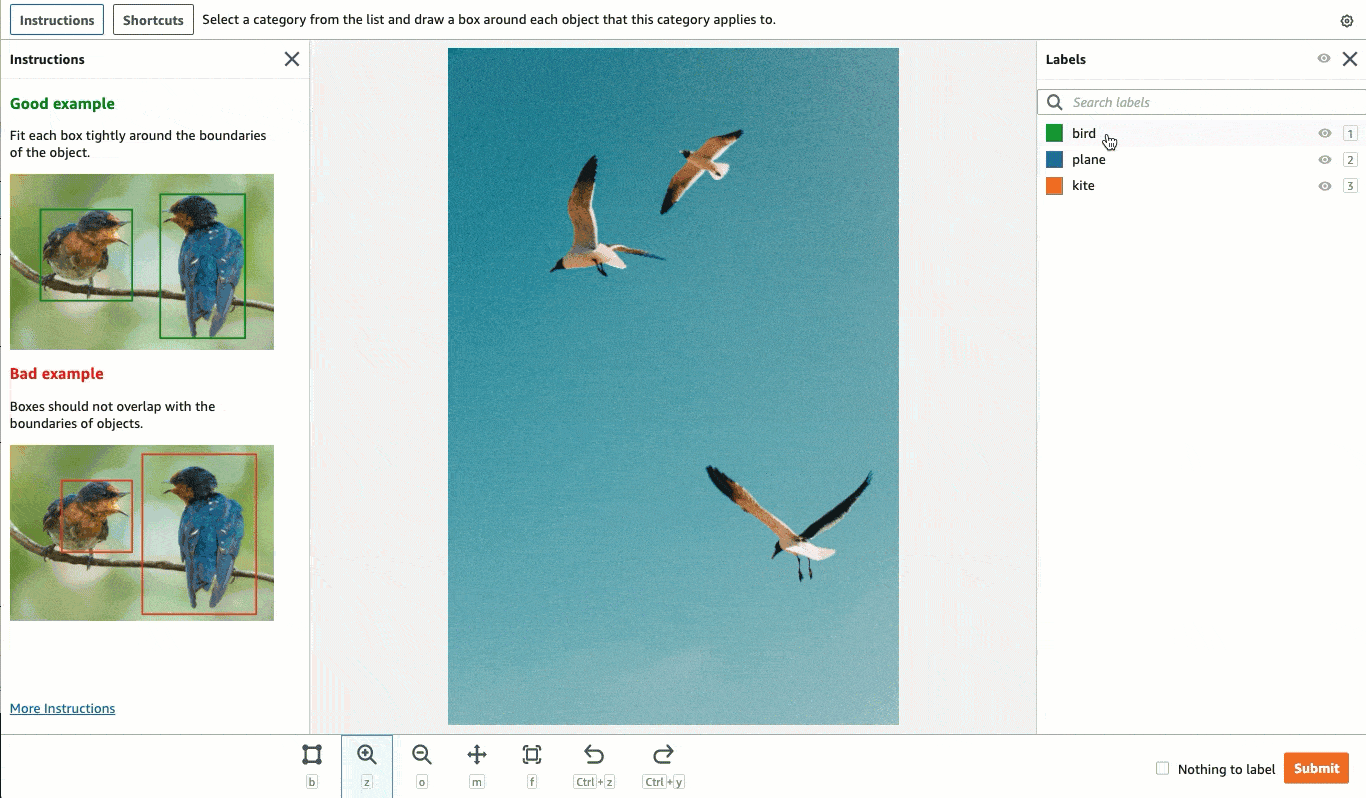 Instructions Shortcuts Select a category from the list and draw a box around each object that this category applies to.
Instructions
Good example
Fit each box tightly around the boundaries
of the object.
Bad example
Boxes should not overlap with the
boundaries of objects.
More Instructions
Labels
Search labels
bird 1
plane 2
kite 3
b z o m f Ctrl+z Ctrl+y
Nothing to label Submit